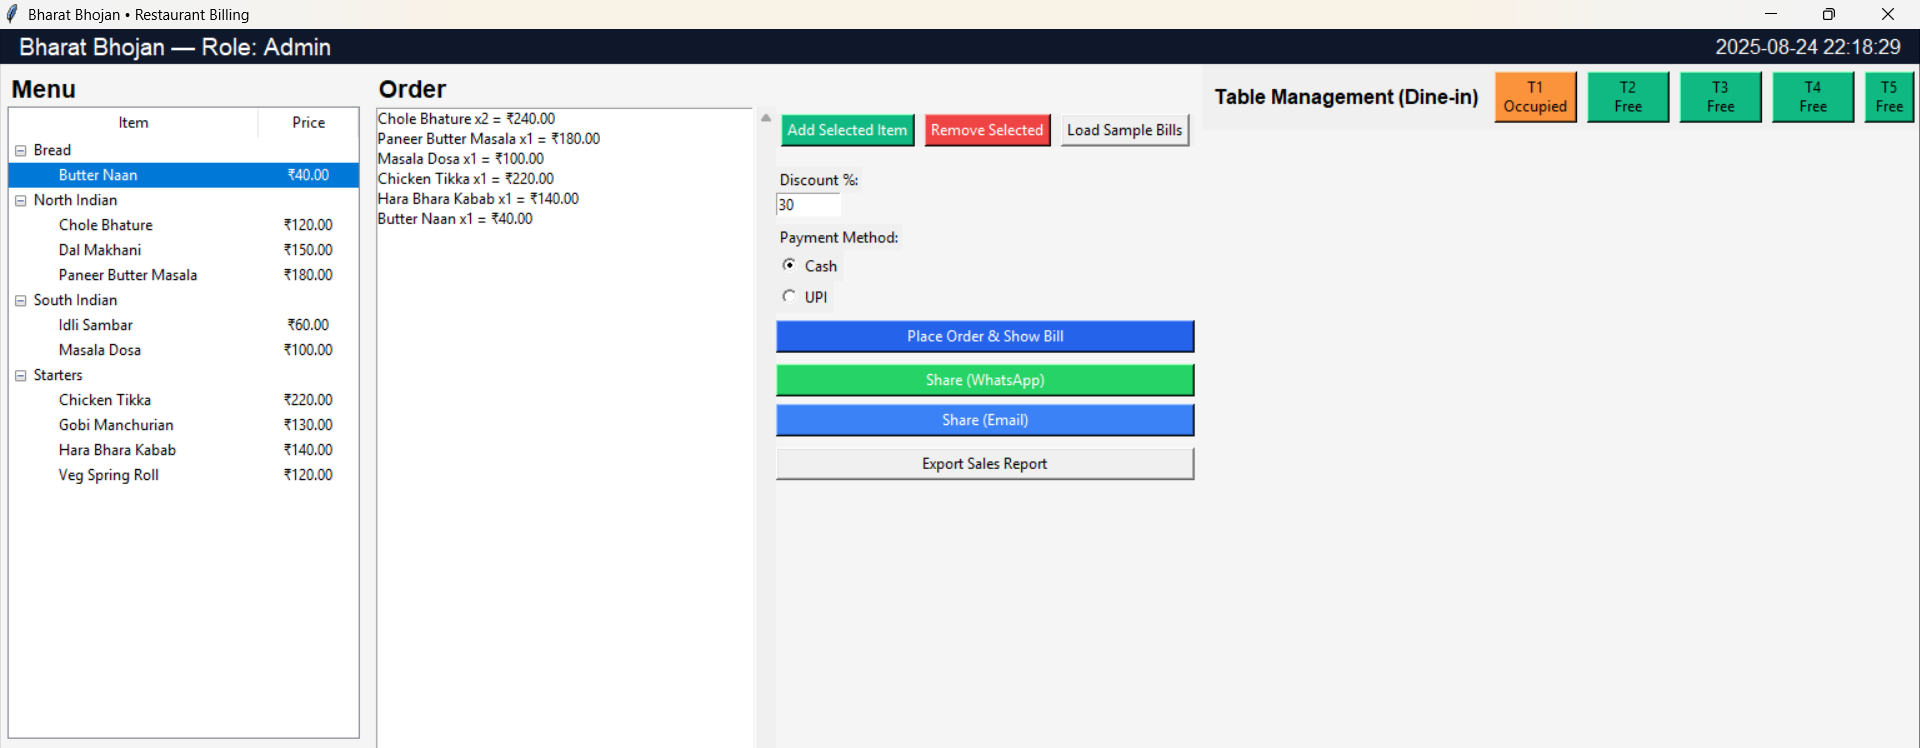 Bharat Bhojan • Restaurant Billing
Bharat Bhojan — Role: Admin
2025-08-24 22:18:29
Menu
Item Price
Bread
Butter Naan ₹40.00
North Indian
Chole Bhature ₹120.00
Dal Makhani ₹150.00
Paneer Butter Masala ₹180.00
South Indian
Idli Sambar ₹60.00
Masala Dosa ₹100.00
Starters
Chicken Tikka ₹220.00
Gobi Manchurian ₹130.00
Hara Bhara Kabab ₹140.00
Veg Spring Roll ₹120.00
Order
Chole Bhature x2 = ₹240.00
Paneer Butter Masala x1 = ₹180.00
Masala Dosa x1 = ₹100.00
Chicken Tikka x1 = ₹220.00
Hara Bhara Kabab x1 = ₹140.00
Butter Naan x1 = ₹40.00
Add Selected Item Remove Selected Load Sample Bills
Discount %:
30
Payment Method:
Cash
UPI
Place Order & Show Bill
Share (WhatsApp)
Share (Email)
Export Sales Report
Table Management (Dine-in)
T1
Occupied
T2
Free
T3
Free
T4
Free
T5
Free